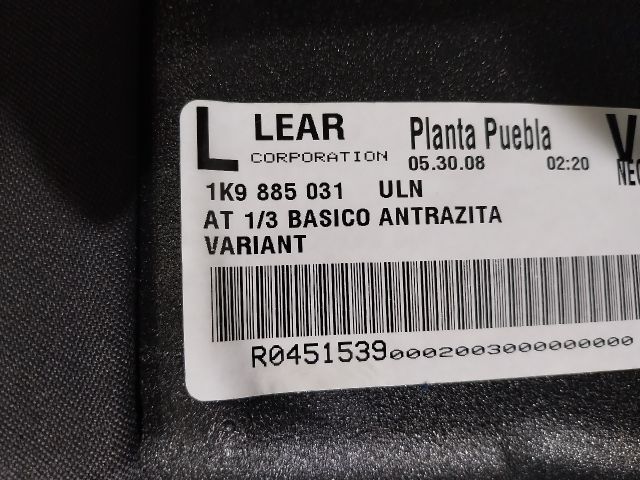 L LEAR Planta Puebla
CORPORATION 05.30.08 02:20
1K9 885 031 ULN
AT 1/3 BASICO ANTRAZITA
VARIANT
R0451539000200300000000